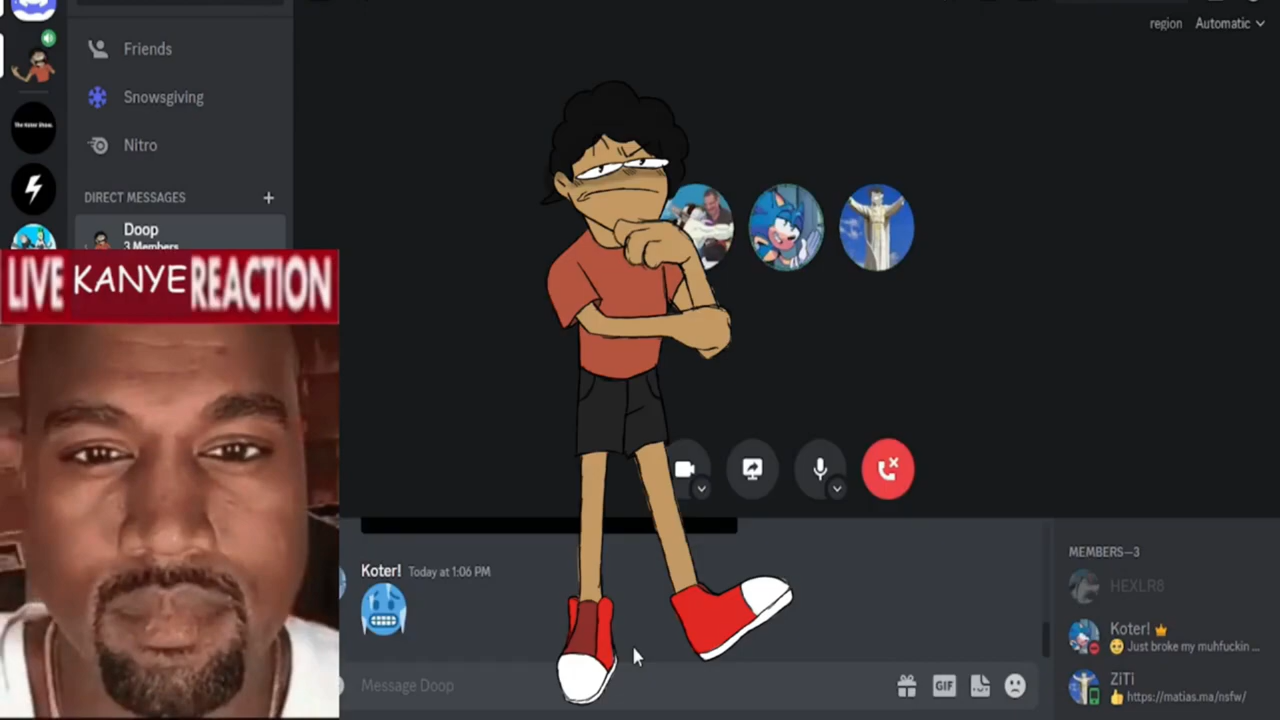 region Automatic
Friends
Snowsgiving
Nitro
DIRECT MESSAGES +
Doop
3 Members
LIVE KANYE REACTION
Koter! Today at 1:06 PM
Message Doop
GIF
MEMBERS—3
HEXLR8
Koter!
Just broke my muhfuckin ...
ZiTi
https://matias.ma/nsfw/